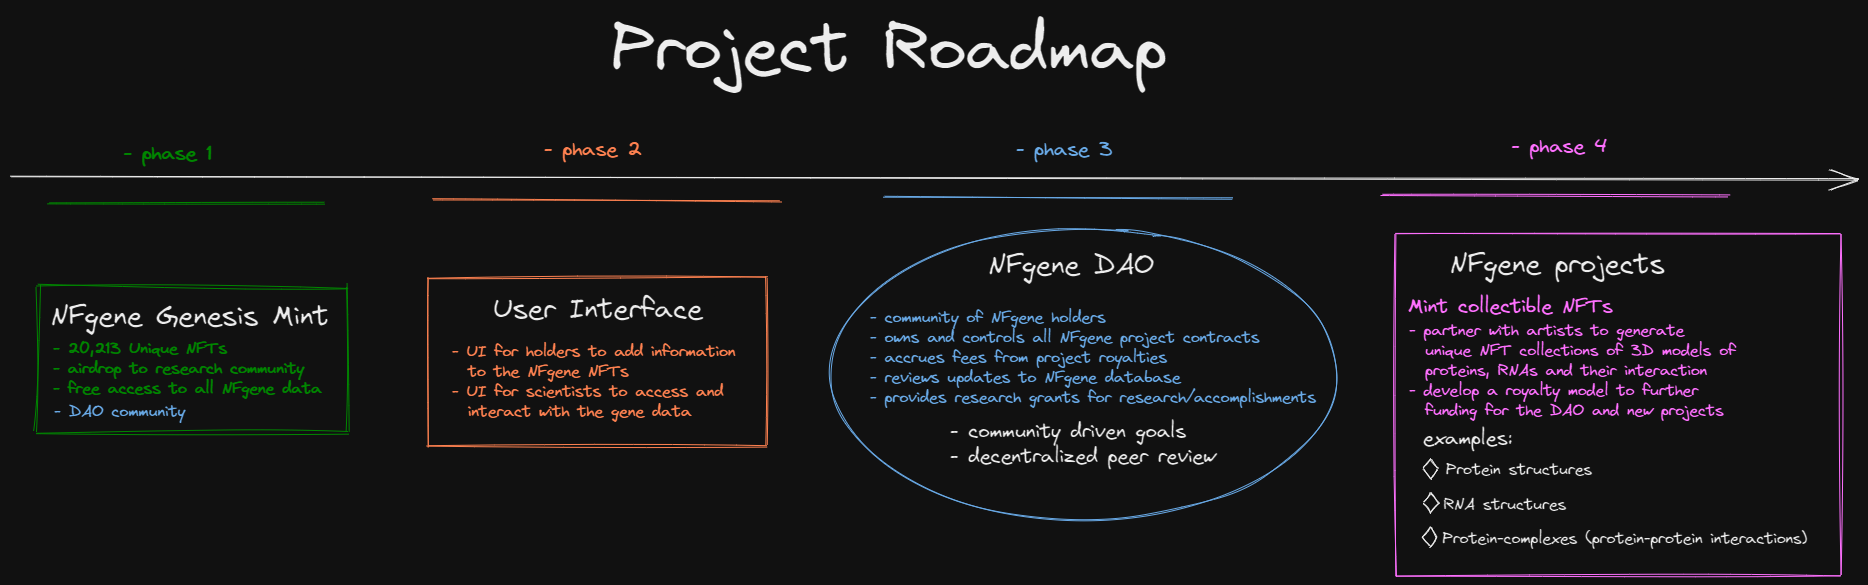 Project Roadmap
- phase 1
- phase 2
- phase 3
- phase 4
NFgene Genesis Mint
- 20,213 Unique NFTs
- airdrop to research community
- free access to all NFgene data
- DAO community
User Interface
- UI for holders to add information
to the NFgene NFTs
- UI for scientists to access and
interact with the gene data
NFgene DAO
- community of NFgene holders
- owns and controls all NFgene project contracts
- accrues fees from project royalties
- reviews updates to NFgene database
- provides research grants for research/accomplishments
- community driven goals
- decentralized peer review
NFgene projects
Mint collectible NFTs
- partner with artists to generate
unique NFT collections of 3D models of
proteins, RNAs and their interaction
- develop a royalty model to further
funding for the DAO and new projects
examples:
Protein structures
RNA structures
Protein-complexes (protein-protein interactions)